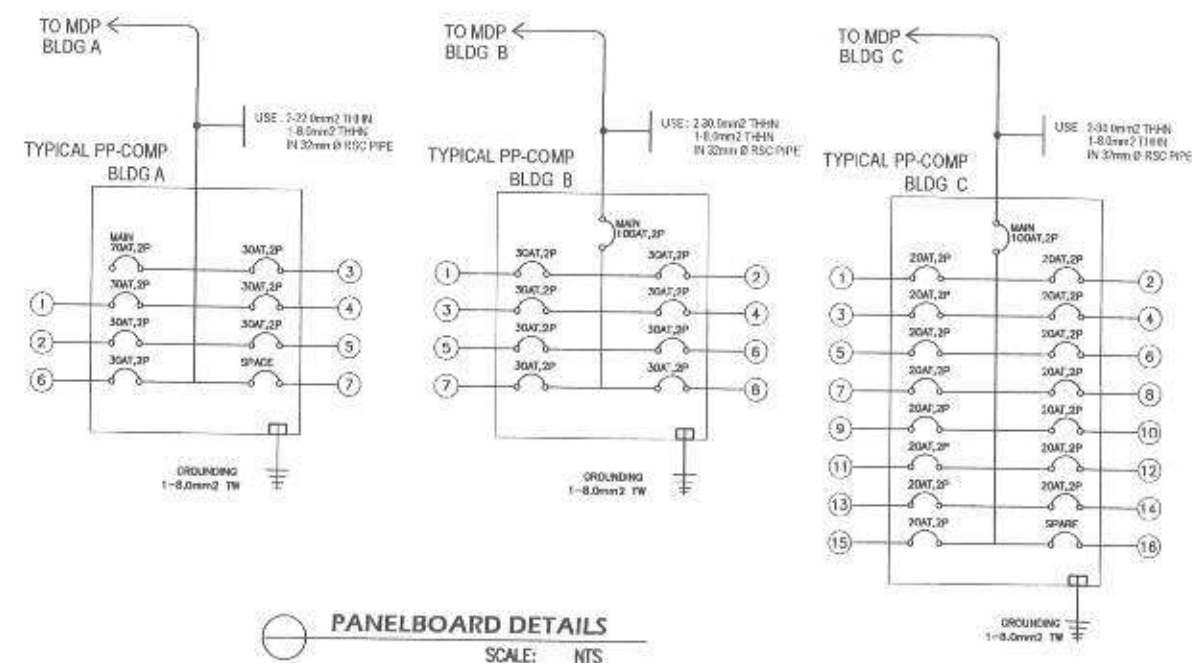 TO MDP
BLDG A
USE : 2-22.0mm2 THHN
1-8.0mm2 THHN
IN 32mm Ø RSC PIPE
TYPICAL PP-COMP
BLDG A
MAIN
70AT,2P
30AT,2P
3
1
30AT,2P
30AT,2P
4
2
30AT,2P
30AT,2P
5
6
30AT,2P
SPACE
7
GROUNDING
1-8.0mm2 TW
TO MDP
BLDG B
USE : 2-30.0mm2 THHN
1-8.0mm2 THHN
IN 32mm Ø RSC PIPE
TYPICAL PP-COMP
BLDG B
MAIN
100AT,2P
1
30AT,2P
30AT,2P
2
3
30AT,2P
30AT,2P
4
5
30AT,2P
30AT,2P
6
7
30AT,2P
30AT,2P
8
GROUNDING
1-8.0mm2 TW
TO MDP
BLDG C
USE : 2-30.0mm2 THHN
1-8.0mm2 THHN
IN 32mm Ø RSC PIPE
TYPICAL PP-COMP
BLDG C
MAIN
100AT,2P
1
20AT,2P
20AT,2P
2
3
20AT,2P
20AT,2P
4
5
20AT,2P
20AT,2P
6
7
20AT,2P
20AT,2P
8
9
20AT,2P
20AT,2P
10
11
20AT,2P
20AT,2P
12
13
20AT,2P
20AT,2P
14
15
20AT,2P
SPARE
16
GROUNDING
1-8.0mm2 TW
PANELBOARD DETAILS
SCALE: NTS